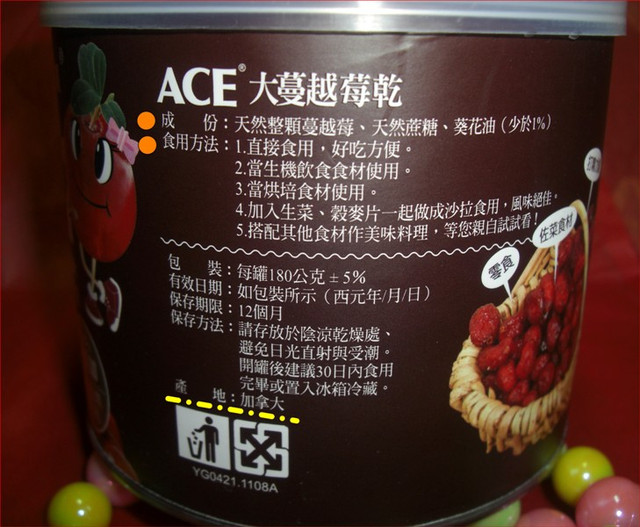 ACE® 大蔓越莓乾
成　份：天然整顆蔓越莓、天然蔗糖、葵花油（少於1%）
食用方法：1.直接食用，好吃方便。
2.當生機飲食食材使用。
3.當烘培食材使用。
4.加入生菜、穀麥片一起做成沙拉食用，風味絕佳。
5.搭配其他食材作美味料理，等您親自試試看！
包　裝：每罐180公克±5%
有效日期：如包裝所示（西元年/月/日）
保存期限：12個月
保存方法：請存放於陰涼乾燥處、
避免日光直射與受潮。
開罐後建議30日內食用
完畢或置入冰箱冷藏。
產　地：加拿大
YG0421.1108A
零食
佐菜食材